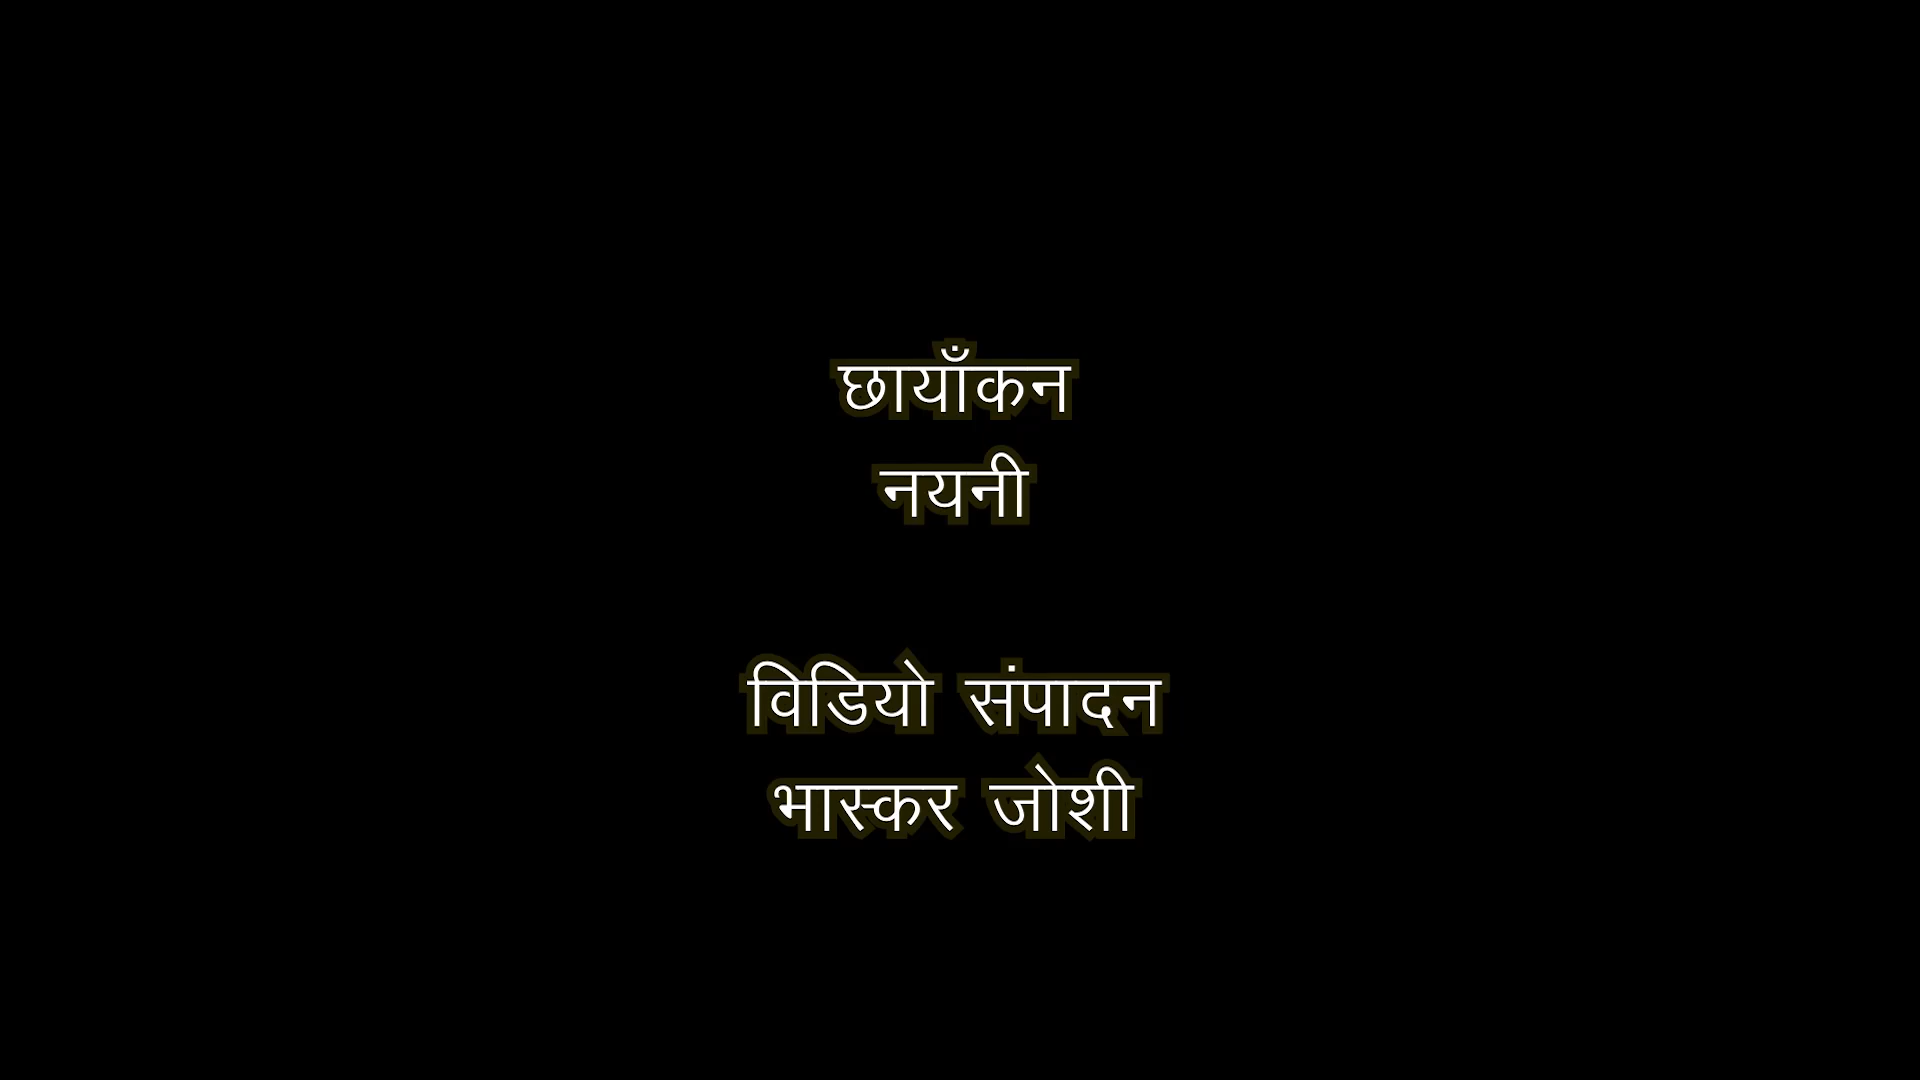 छायाँकन
नयनी
विडियो संपादन
भास्कर जोशी